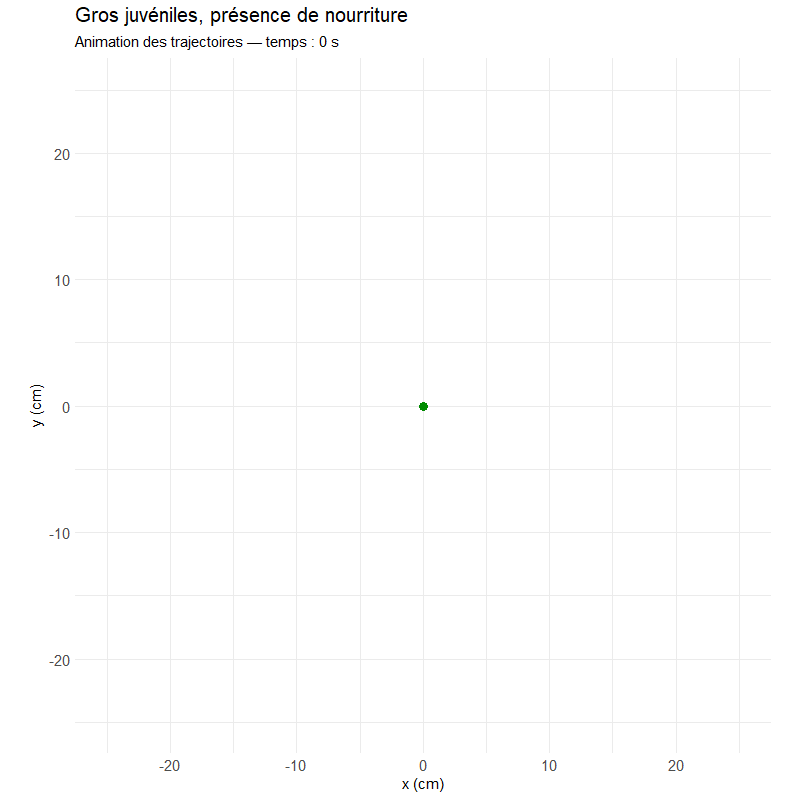 Gros juvéniles, présence de nourriture
Animation des trajectoires — temps : 0 s
20
10
0
-10
-20
y (cm)
-20 -10 0 10 20
x (cm)